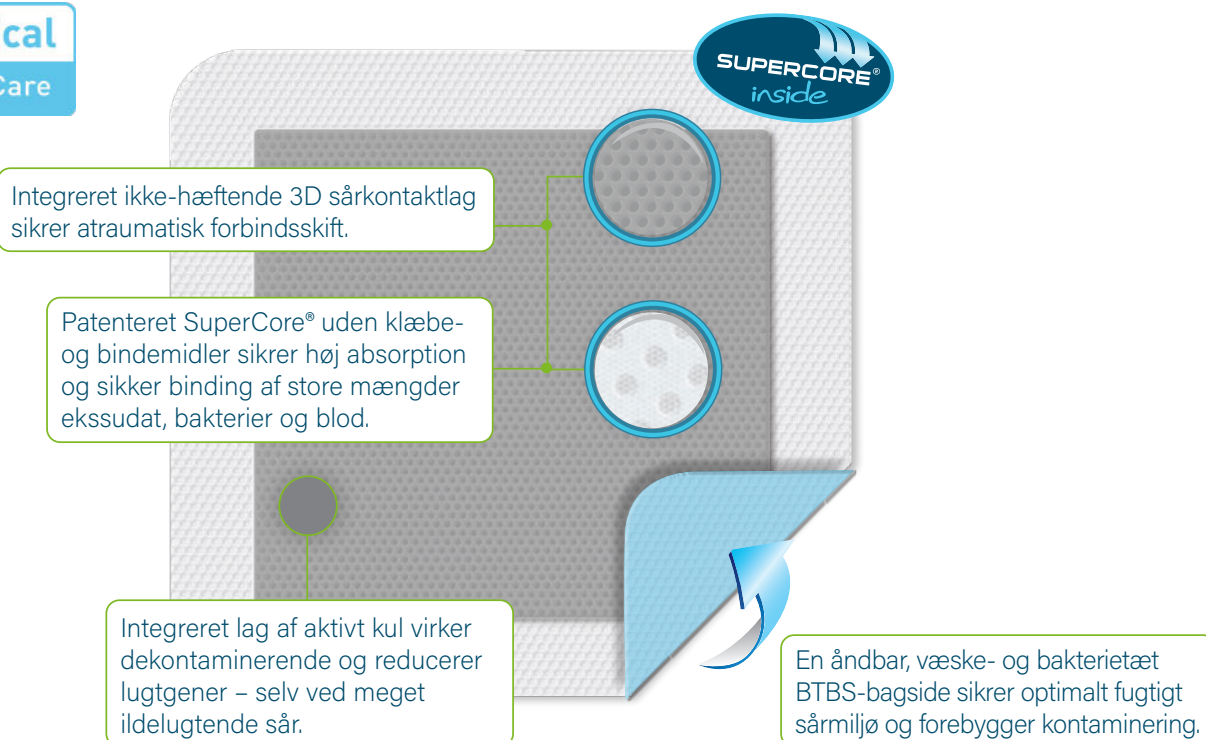 cal
Care
SUPERCORE®
inside
Integreret ikke-hæftende 3D sårkontaktlag
sikrer atraumatisk forbindsskift.
Patenteret SuperCore® uden klæbe-
og bindemidler sikrer høj absorption
og sikker binding af store mængder
ekssudat, bakterier og blod.
Integreret lag af aktivt kul virker
dekontaminerende og reducerer
lugtgener – selv ved meget
ildelugtende sår.
En åndbar, væske- og bakterietæt
BTBS-bagside sikrer optimalt fugtigt
sårmiljø og forebygger kontaminering.